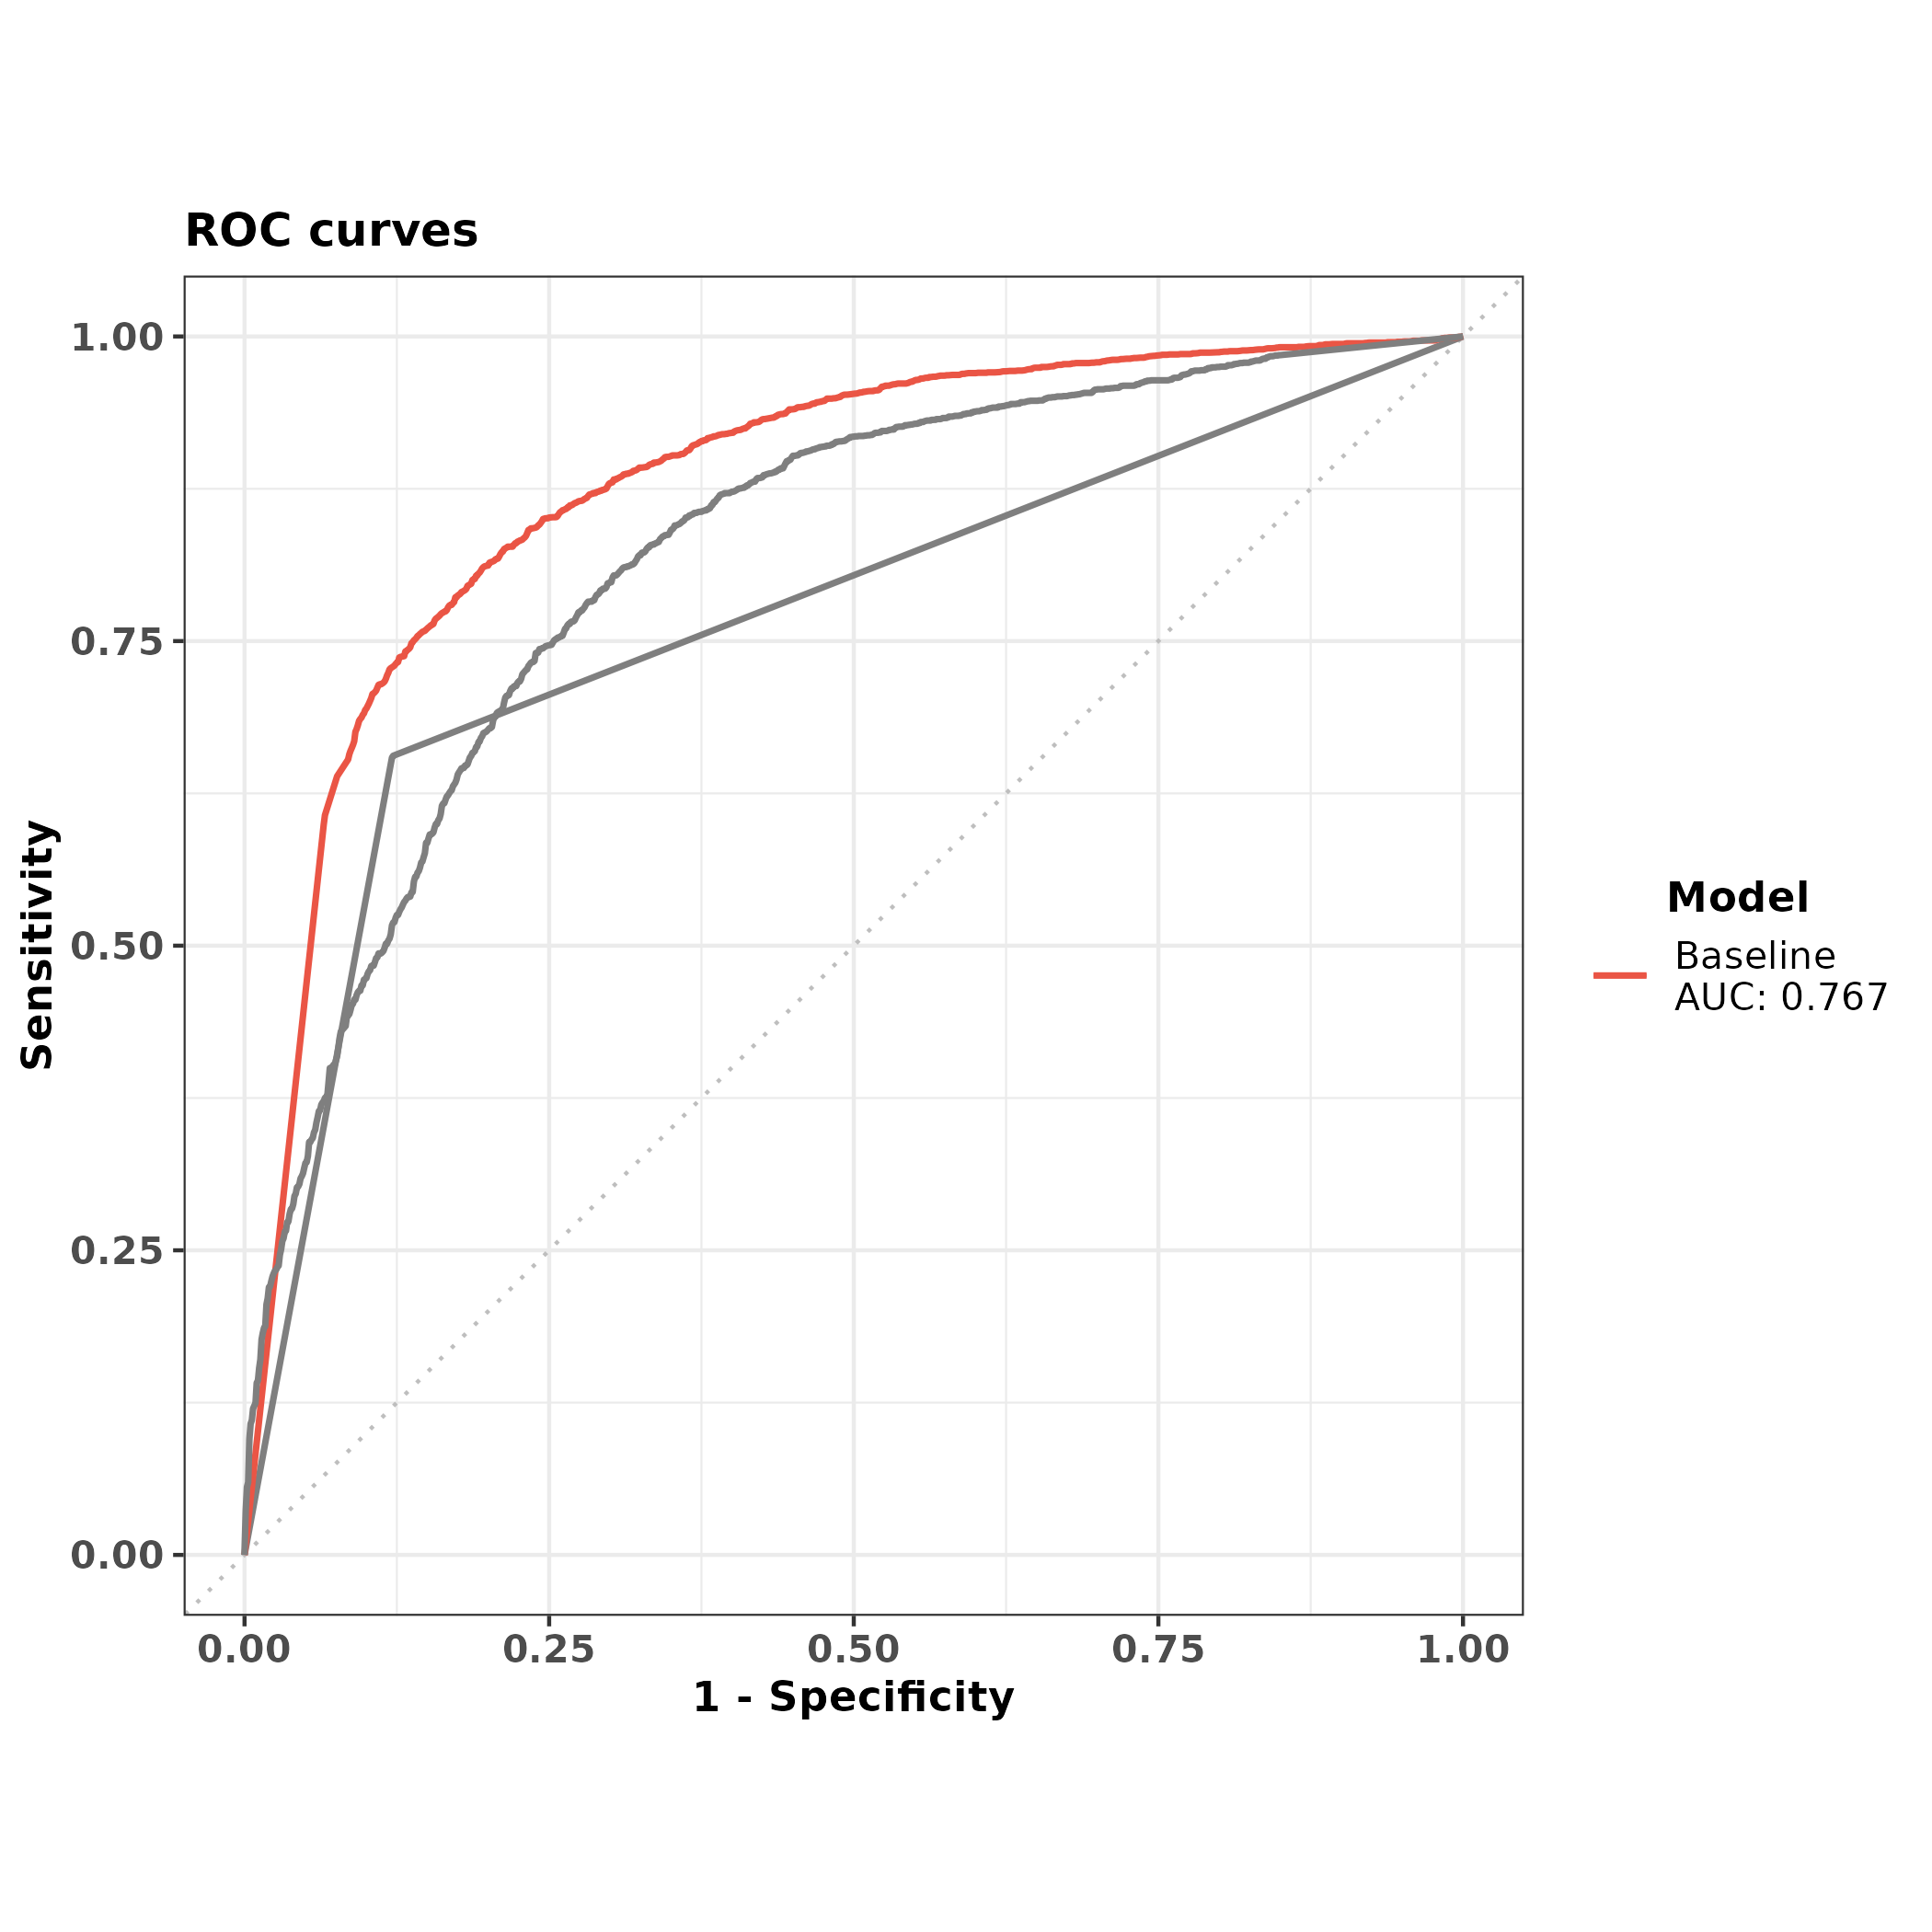 ROC curves
1.00
0.75
0.50
0.25
0.00
Sensitivity
0.00 0.25 0.50 0.75 1.00
1 - Specificity
Model
Baseline
AUC: 0.767